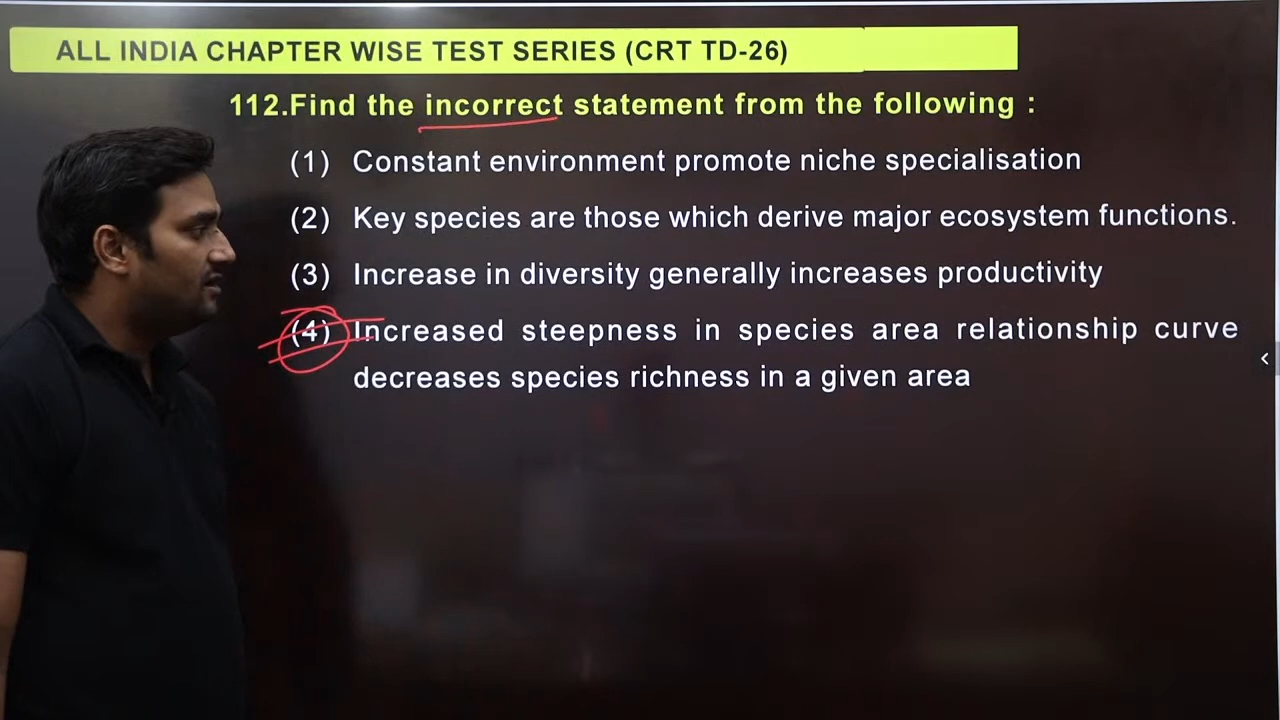 ALL INDIA CHAPTER WISE TEST SERIES (CRT TD-26)
112.Find the incorrect statement from the following :
(1) Constant environment promote niche specialisation
(2) Key species are those which derive major ecosystem functions.
(3) Increase in diversity generally increases productivity
(4) Increased steepness in species area relationship curve
decreases species richness in a given area